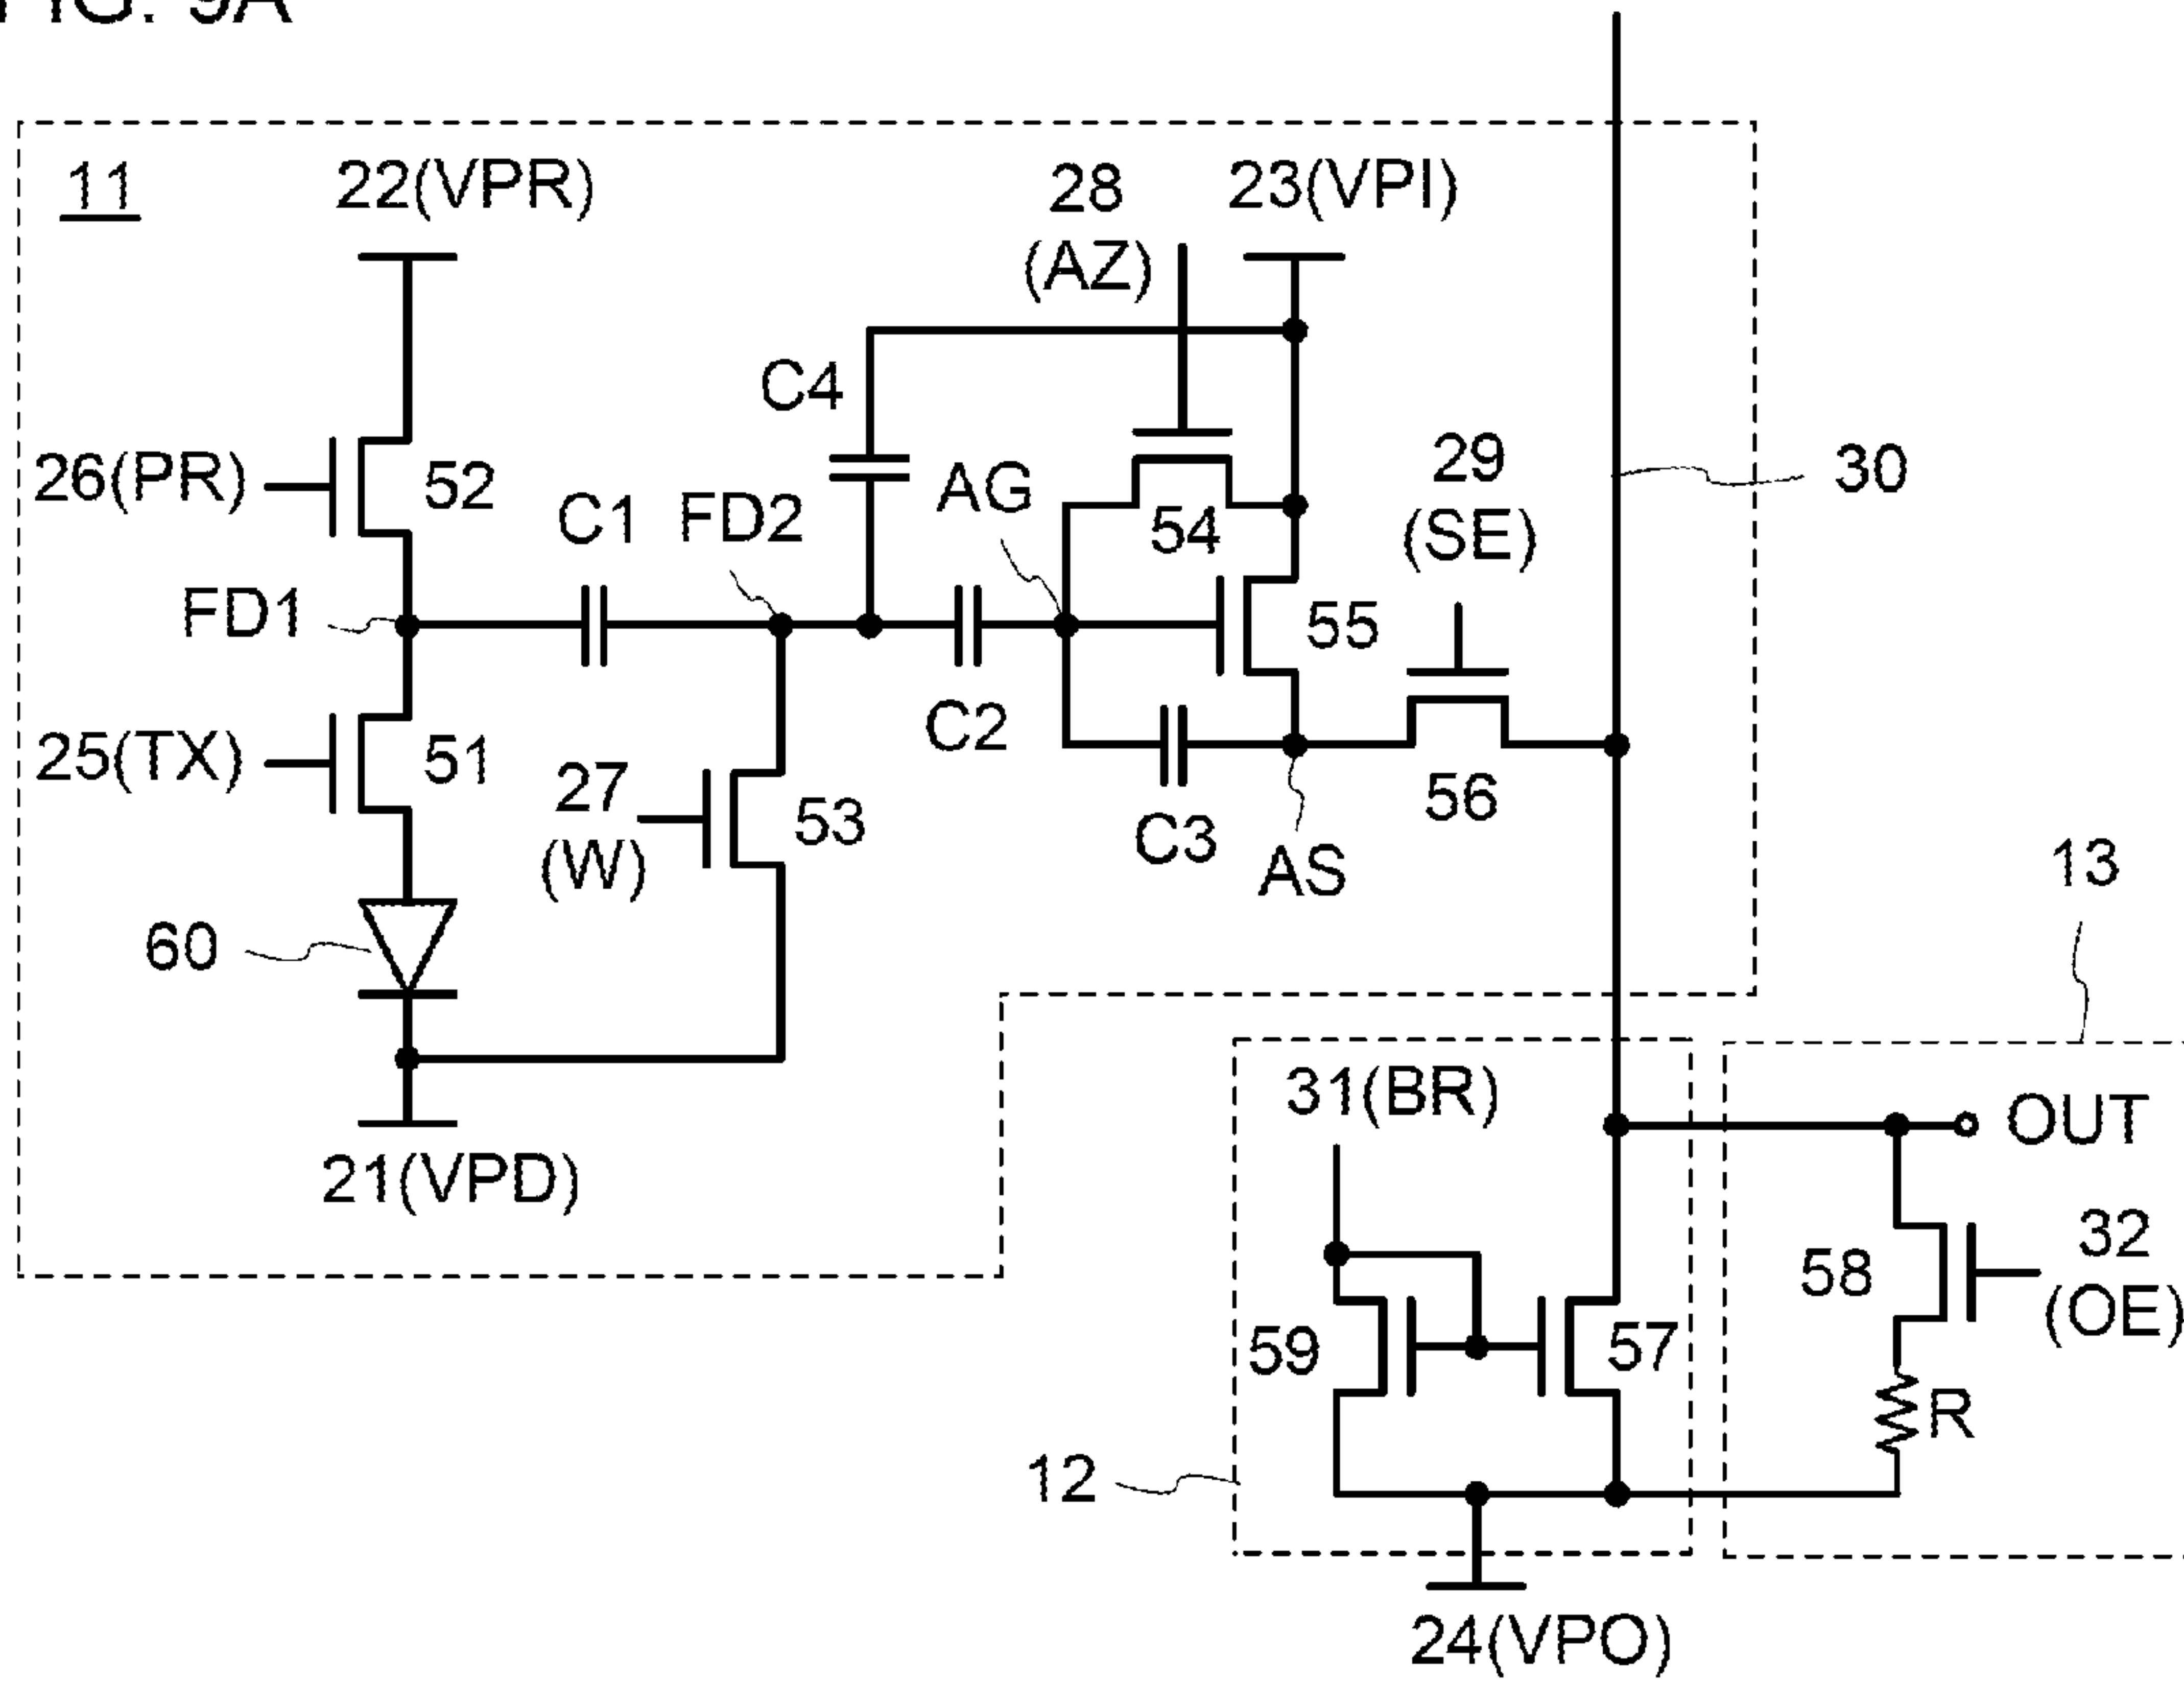 11
22(VPR)
28
(AZ)
23(VPI)
C4
26(PR)
52
C1
FD2
AG
54
29
(SE)
30
FD1
55
25(TX)
51
27
(W)
53
C2
C3
AS
56
60
13
21(VPD)
31(BR)
OUT
58
32
(OE)
59
57
R
12
24(VPO)